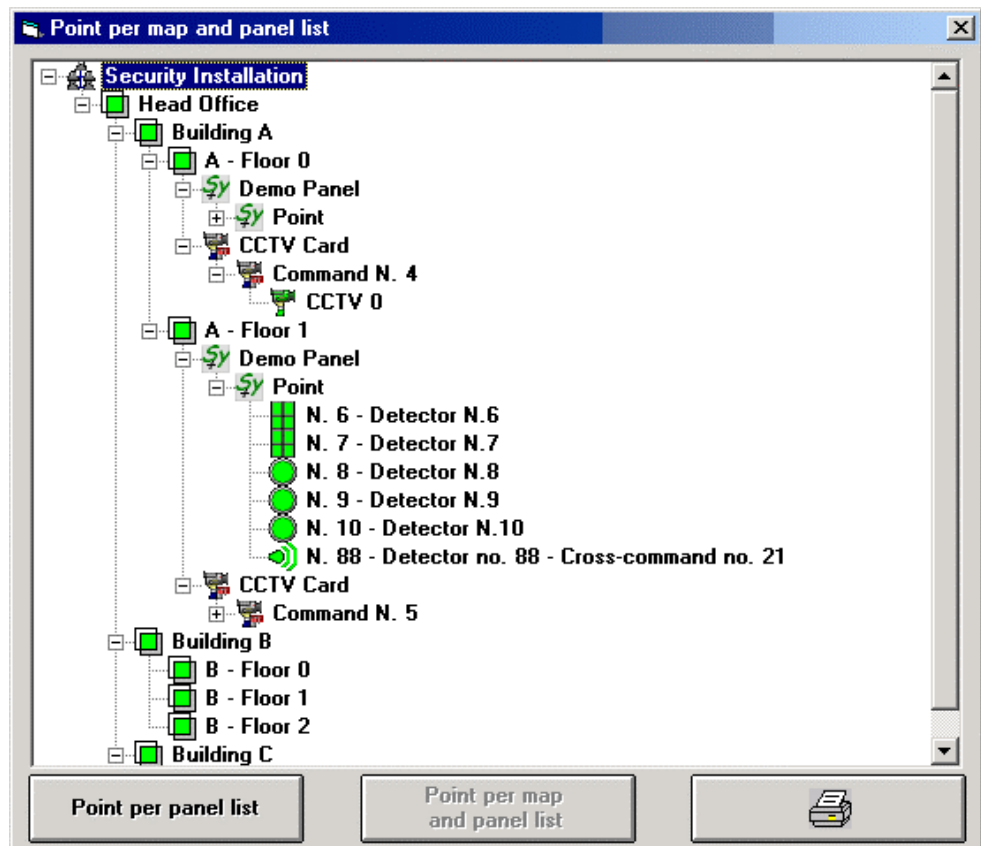 Point per map and panel list
Security Installation
Head Office
Building A
A - Floor 0
Demo Panel
Point
CCTV Card
Command N. 4
CCTV 0
A - Floor 1
Demo Panel
Point
N. 6 - Detector N.6
N. 7 - Detector N.7
N. 8 - Detector N.8
N. 9 - Detector N.9
N. 10 - Detector N.10
N. 88 - Detector no. 88 - Cross-command no. 21
CCTV Card
Command N. 5
Building B
B - Floor 0
B - Floor 1
B - Floor 2
Building C
Point per panel list
Point per map
and panel list